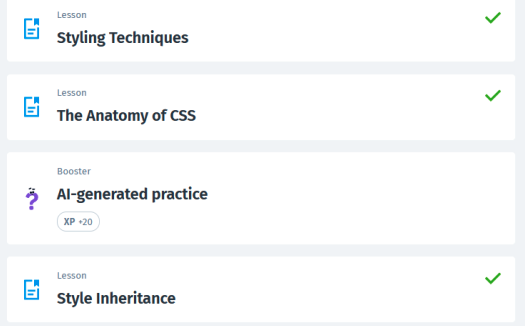 Lesson
Styling Techniques
Lesson
The Anatomy of CSS
Booster
AI-generated practice
XP +20
Lesson
Style Inheritance